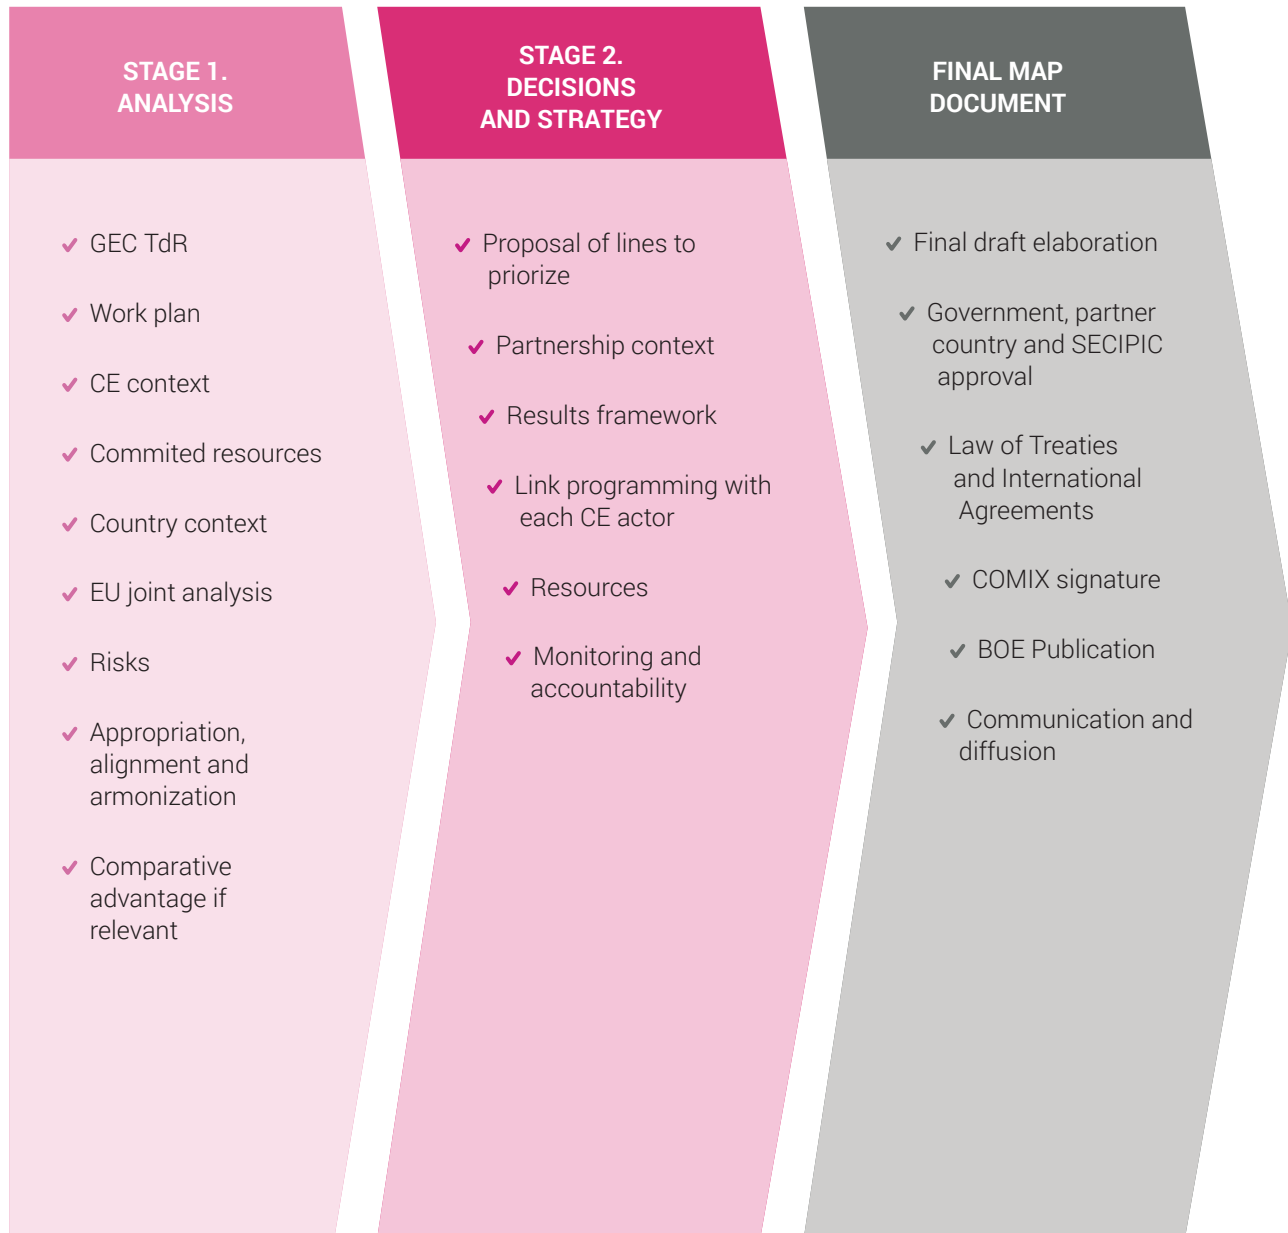 STAGE 1.
ANALYSIS
GEC TdR
Work plan
CE context
Commited resources
Country context
EU joint analysis
Risks
Appropriation,
alignment and
armonization
Comparative
advantage if
relevant
STAGE 2.
DECISIONS
AND STRATEGY
Proposal of lines to
priorize
Partnership context
Results framework
Link programming with
each CE actor
Resources
Monitoring and
accountability
FINAL MAP
DOCUMENT
Final draft elaboration
Government, partner
country and SECIPIC
approval
Law of Treaties
and International
Agreements
COMIX signature
BOE Publication
Communication and
diffusion